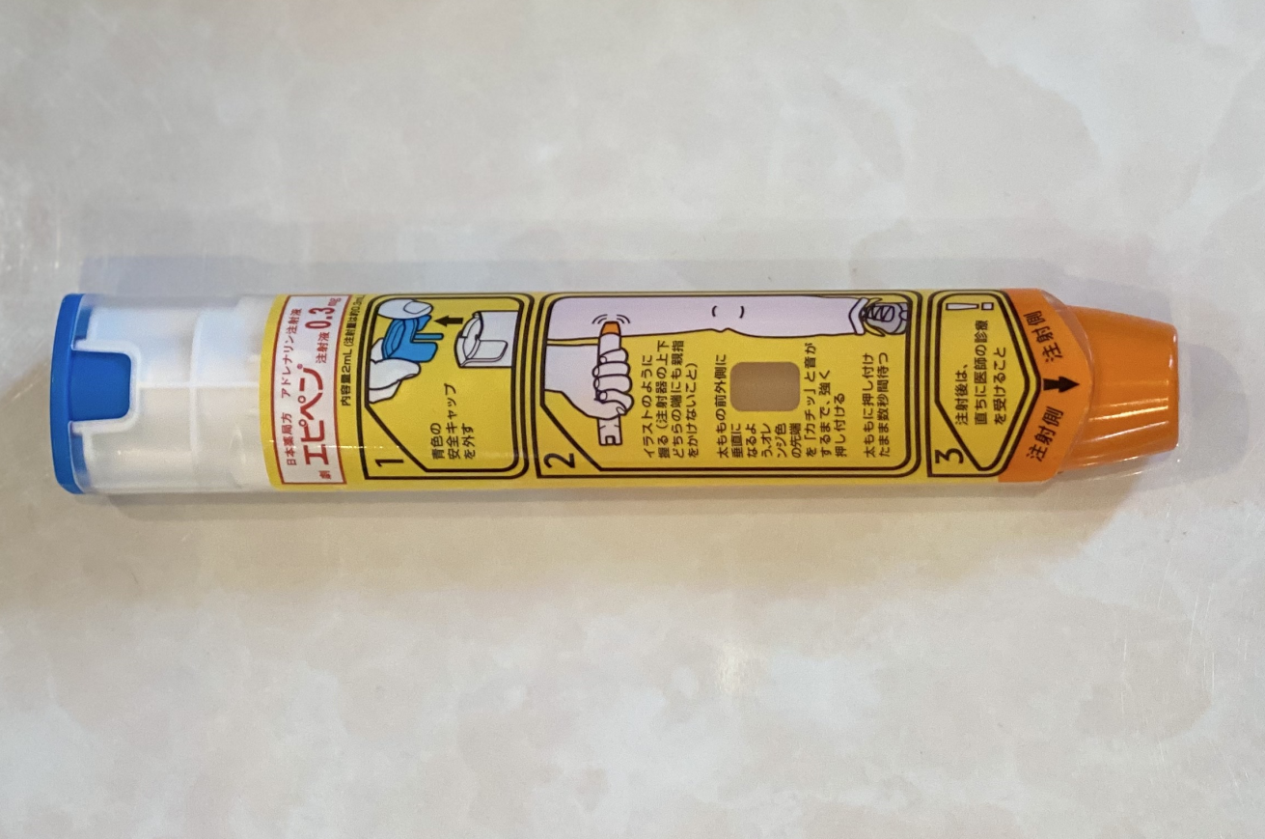 日本薬局方 アドレナリン注射液
劇 エピペン® 注射液 0.3mg
内容量2mL (注射量は約0.3mL)
1
青色の
安全キャップ
を外す
2
イラストのように
握る(注射器の上下
どちらの端にも親指
をかけないこと)
太ももの前外側に
垂直に
なるよ
う、オレ
ンジ色
の先端
を「カチッ」と音が
するまで、強く
押し付ける
太ももに押し付け
たまま数秒間待つ
3
注射後は、
直ちに医師の診療
を受けること
!
注射側 注射側